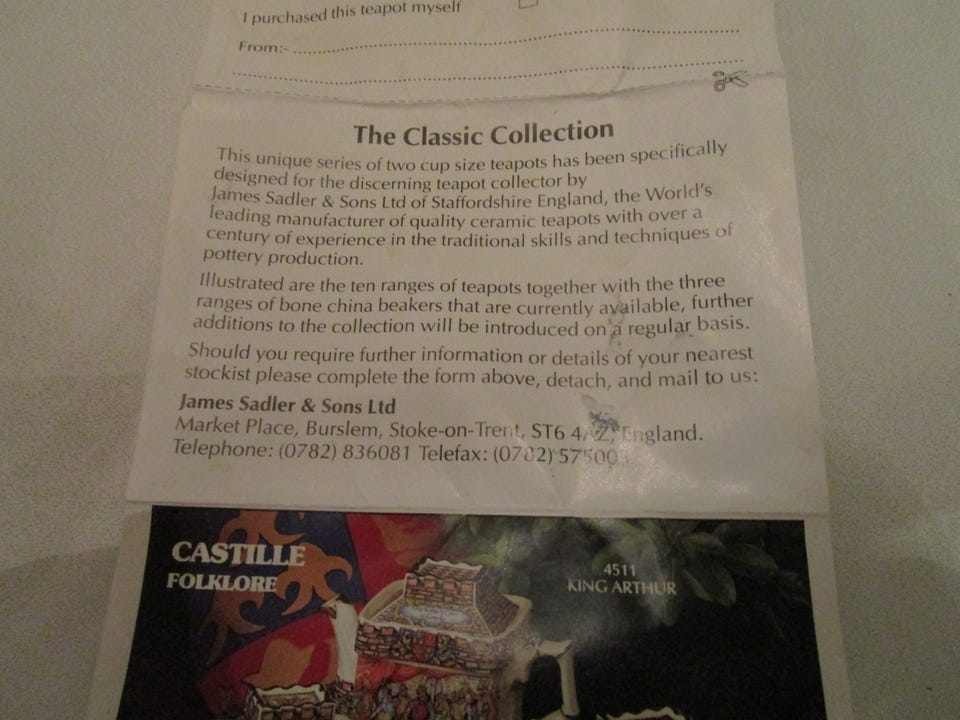 I purchased this teapot myself
From:-
The Classic Collection
This unique series of two cup size teapots has been specifically
designed for the discerning teapot collector by
James Sadler & Sons Ltd of Staffordshire England, the World's
leading manufacturer of quality ceramic teapots with over a
century of experience in the traditional skills and techniques of
pottery production.
Illustrated are the ten ranges of teapots together with the three
ranges of bone china beakers that are currently available, further
additions to the collection will be introduced on a regular basis.
Should you require further information or details of your nearest
stockist please complete the form above, detach, and mail to us:
James Sadler & Sons Ltd
Market Place, Burslem, Stoke-on-Trent, ST6 4AZ, England.
Telephone: (0782) 836081 Telefax: (0782)
CASTILLE
FOLKLORE
4511
KING ARTHUR